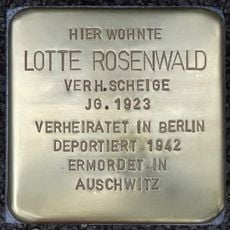 HIER WOHNTE
LOTTE ROSENWALD
VERH. SCHEIGE
JG. 1923
VERHEIRATET IN BERLIN
DEPORTIERT 1942
ERMORDET IN
AUSCHWITZ